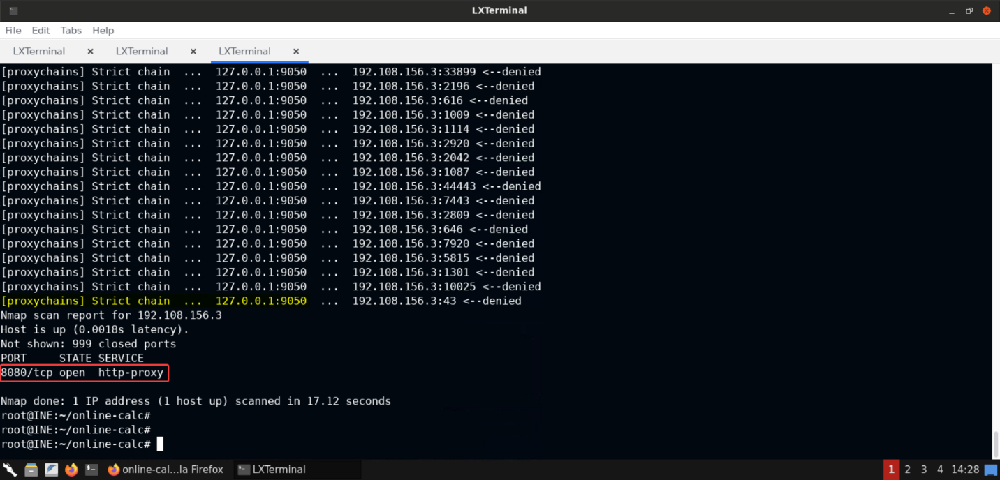 LXTerminal
File Edit Tabs Help
LXTerminal × LXTerminal × LXTerminal ×
[proxychains] Strict chain ... 127.0.0.1:9050 ... 192.108.156.3:33899 <--denied
[proxychains] Strict chain ... 127.0.0.1:9050 ... 192.108.156.3:2196 <--denied
[proxychains] Strict chain ... 127.0.0.1:9050 ... 192.108.156.3:616 <--denied
[proxychains] Strict chain ... 127.0.0.1:9050 ... 192.108.156.3:1009 <--denied
[proxychains] Strict chain ... 127.0.0.1:9050 ... 192.108.156.3:1114 <--denied
[proxychains] Strict chain ... 127.0.0.1:9050 ... 192.108.156.3:2920 <--denied
[proxychains] Strict chain ... 127.0.0.1:9050 ... 192.108.156.3:2042 <--denied
[proxychains] Strict chain ... 127.0.0.1:9050 ... 192.108.156.3:1087 <--denied
[proxychains] Strict chain ... 127.0.0.1:9050 ... 192.108.156.3:44443 <--denied
[proxychains] Strict chain ... 127.0.0.1:9050 ... 192.108.156.3:7443 <--denied
[proxychains] Strict chain ... 127.0.0.1:9050 ... 192.108.156.3:2809 <--denied
[proxychains] Strict chain ... 127.0.0.1:9050 ... 192.108.156.3:646 <--denied
[proxychains] Strict chain ... 127.0.0.1:9050 ... 192.108.156.3:7920 <--denied
[proxychains] Strict chain ... 127.0.0.1:9050 ... 192.108.156.3:5815 <--denied
[proxychains] Strict chain ... 127.0.0.1:9050 ... 192.108.156.3:1301 <--denied
[proxychains] Strict chain ... 127.0.0.1:9050 ... 192.108.156.3:10025 <--denied
[proxychains] Strict chain ... 127.0.0.1:9050 ... 192.108.156.3:43 <--denied
Nmap scan report for 192.108.156.3
Host is up (0.0018s latency).
Not shown: 999 closed ports
PORT STATE SERVICE
8080/tcp open http-proxy
Nmap done: 1 IP address (1 host up) scanned in 17.12 seconds
root@INE:~/online-calc#
root@INE:~/online-calc#
root@INE:~/online-calc#
online-cal...la Firefox LXTerminal 1 2 3 4 14:28